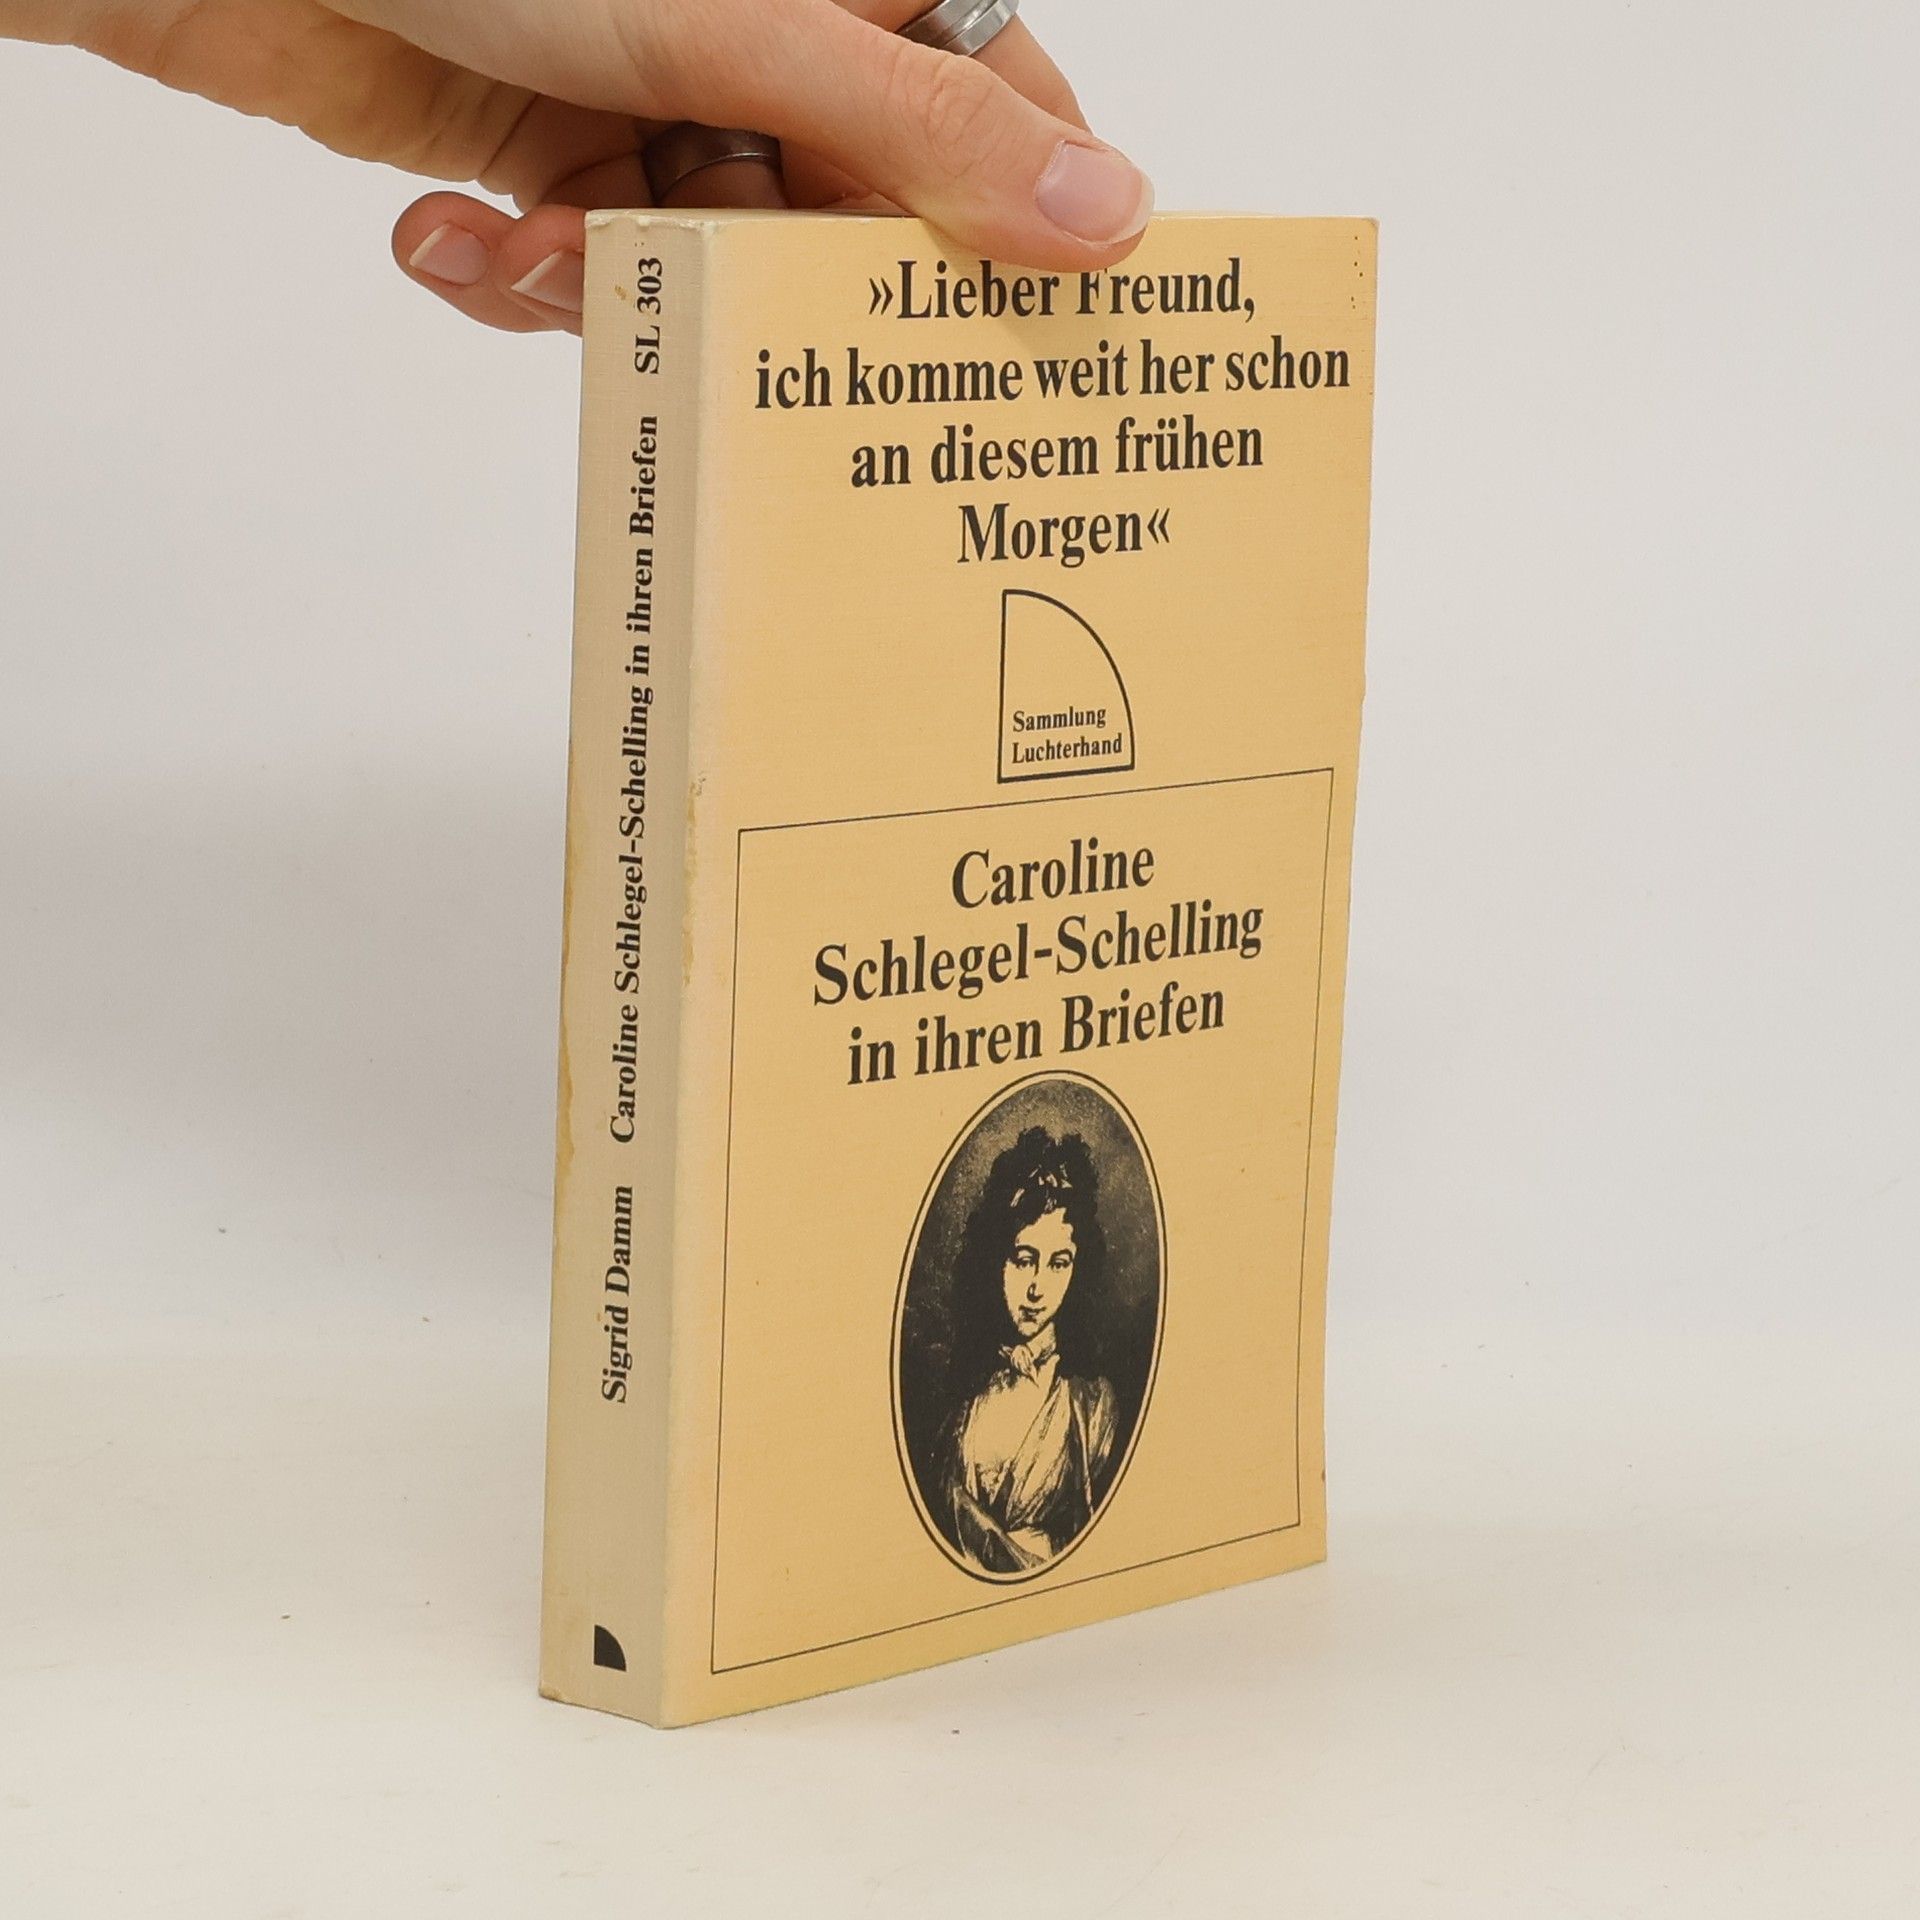 »Lieber Freund,
ich komme weit her schon
an diesem frühen
Morgen«
Sammlung
Luchterhand
Caroline
Schlegel-Schelling
in ihren Briefen
Sigrid Damm Caroline Schlegel-Schelling in ihren Briefen SL 303